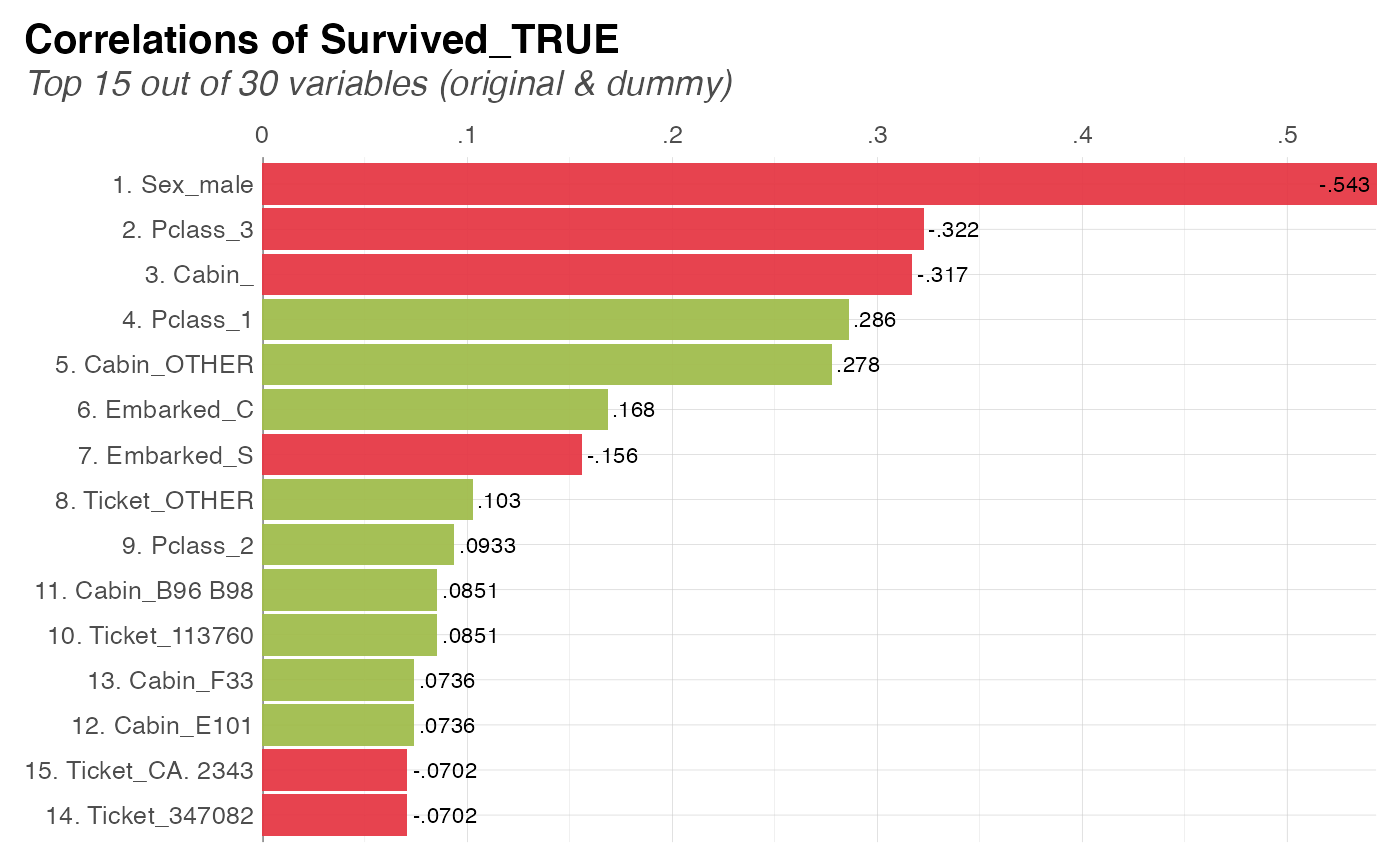 Correlations of Survived_TRUE
Top 15 out of 30 variables (original & dummy)
0 .1 .2 .3 .4 .5
1. Sex_male -.543
2. Pclass_3 -.322
3. Cabin_ -.317
4. Pclass_1 .286
5. Cabin_OTHER .278
6. Embarked_C .168
7. Embarked_S -.156
8. Ticket_OTHER .103
9. Pclass_2 .0933
11. Cabin_B96 B98 .0851
10. Ticket_113760 .0851
13. Cabin_F33 .0736
12. Cabin_E101 .0736
15. Ticket_CA. 2343 -.0702
14. Ticket_347082 -.0702